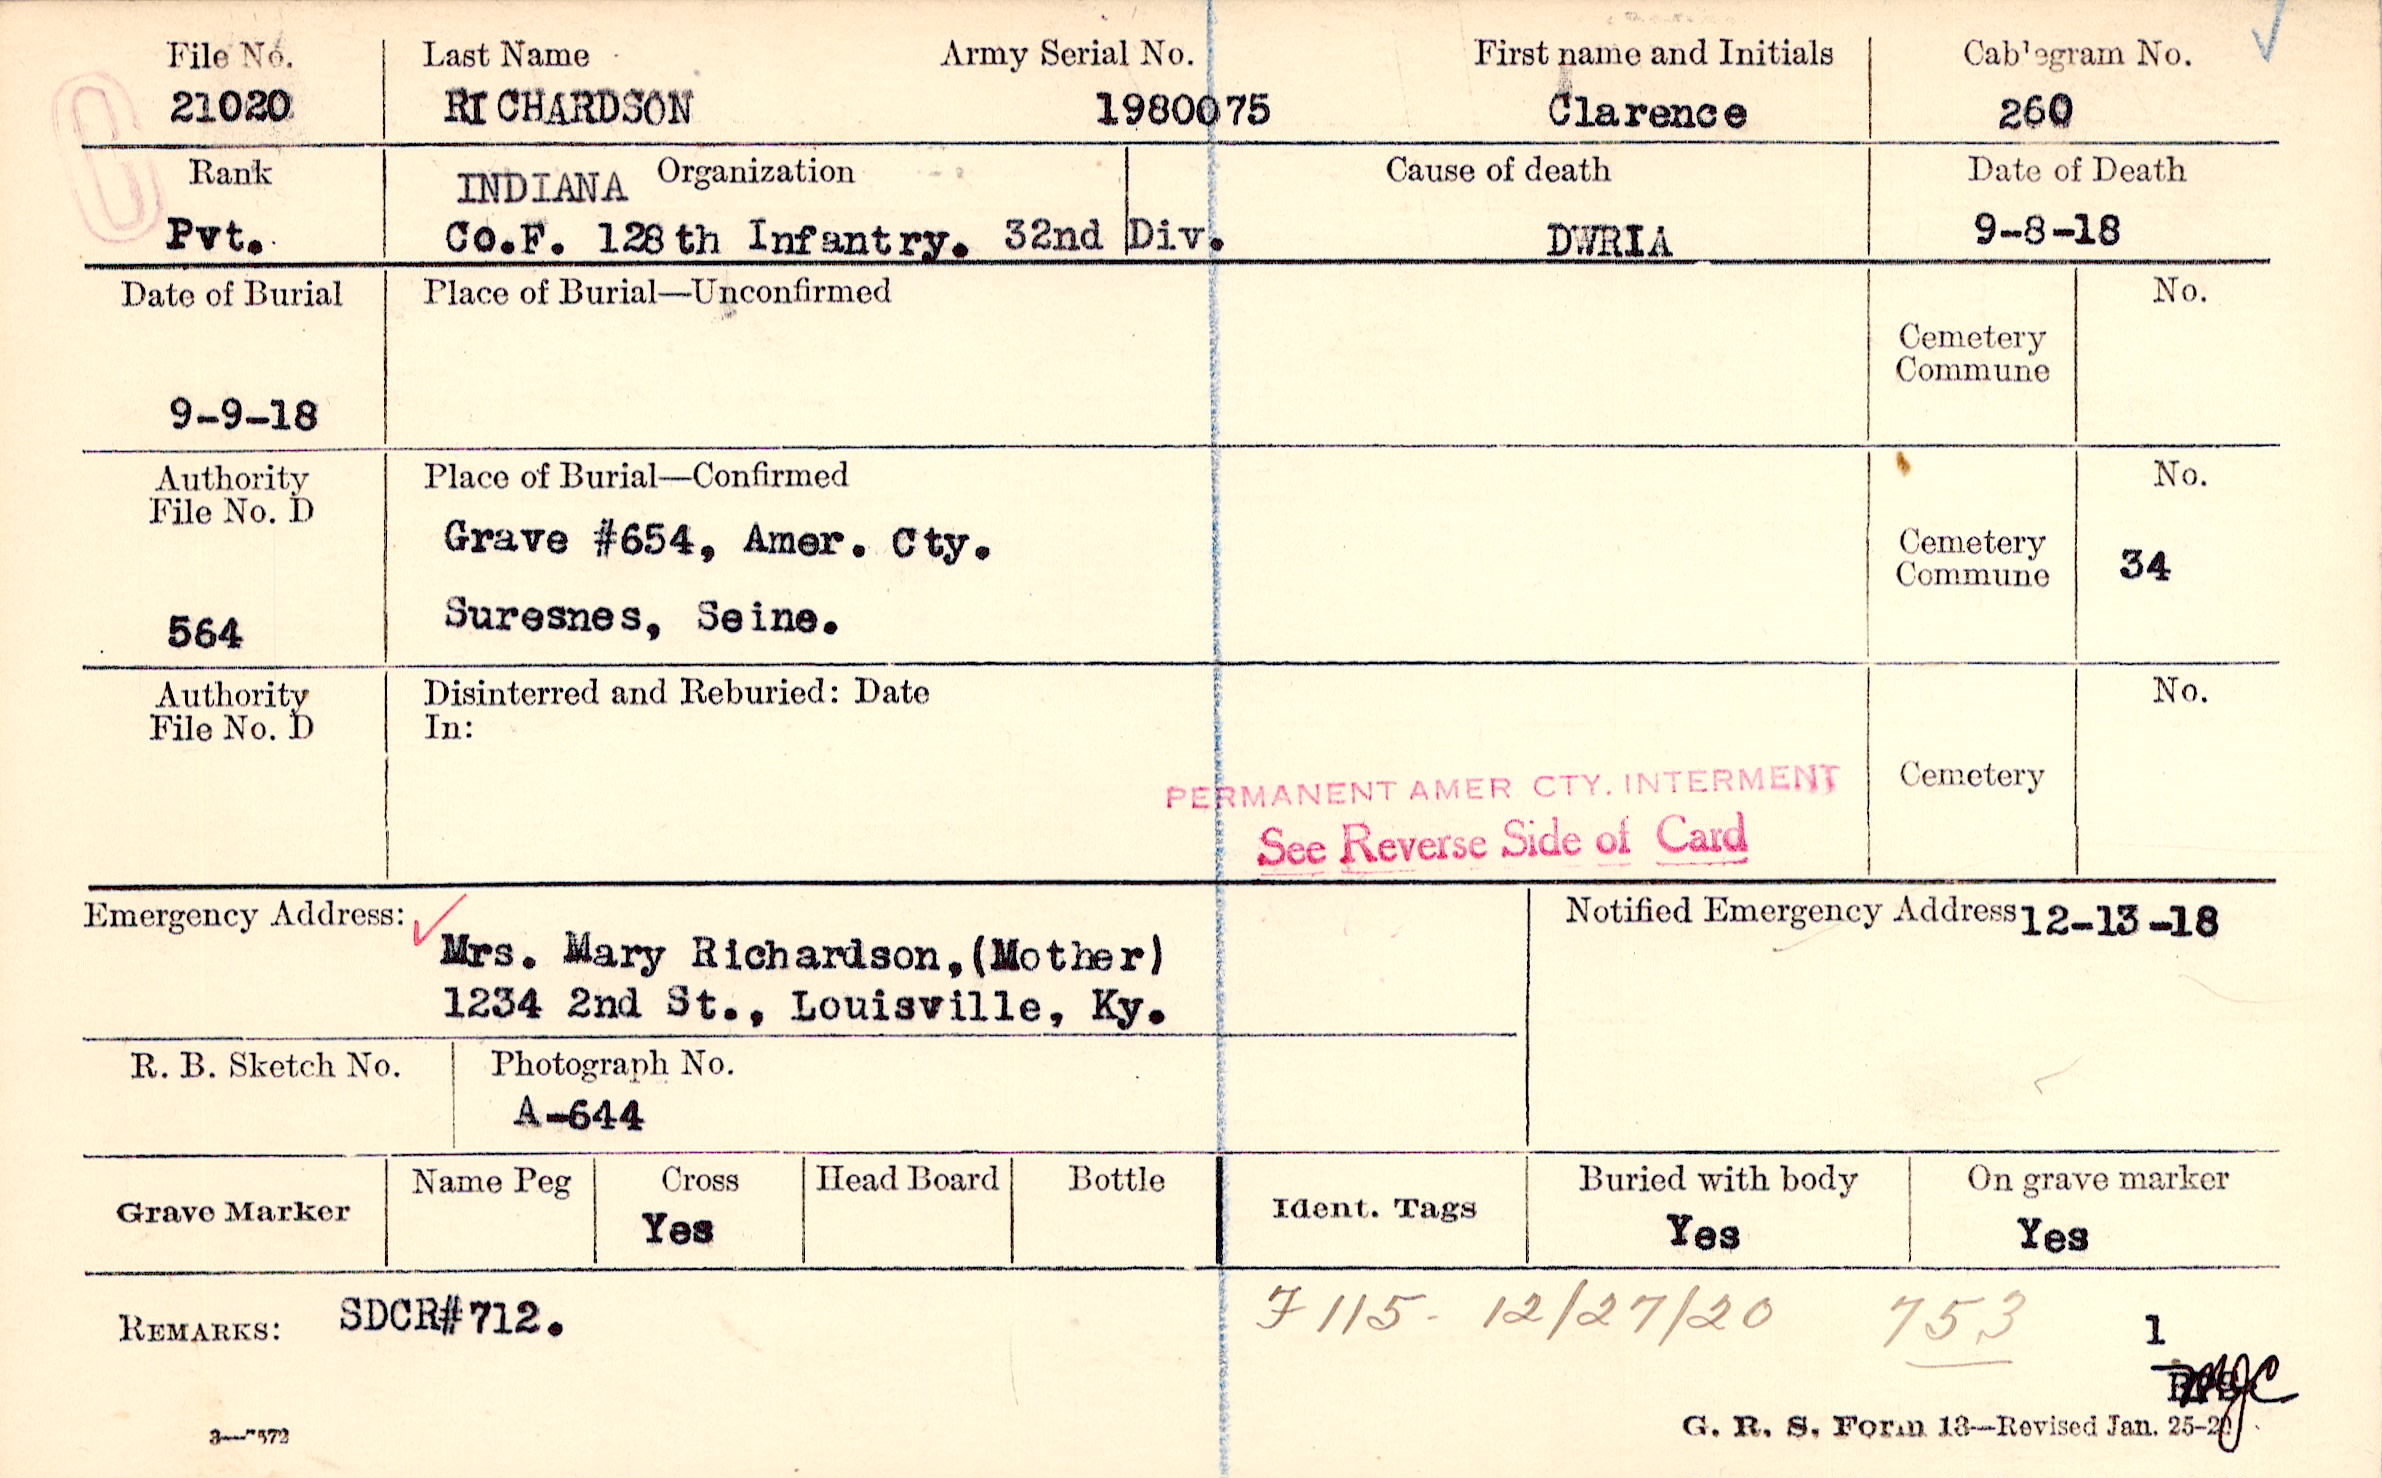 File No. Last Name Army Serial No. First name and Initials Cablegram No.
21020 RICHARDSON 1980075 Clarence 260
Rank Organization Cause of death Date of Death
INDIANA
Pvt. Co.F. 128th Infantry. 32nd Div. DWRIA 9-8-18
Date of Burial Place of Burial—Unconfirmed No.
Cemetery
Commune
9-9-18
Authority Place of Burial—Confirmed No.
File No. D
Grave #654, Amer. Cty. Cemetery
Commune 34
564 Suresnes, Seine.
Authority Disinterred and Reburied: Date No.
File No. D In:
PERMANENT AMER CTY. INTERMENT Cemetery
See Reverse Side of Card
Emergency Address: Notified Emergency Address 12-13-18
Mrs. Mary Richardson,(Mother)
1234 2nd St., Louisville, Ky.
R. B. Sketch No. Photograph No.
A-644
Grave Marker Name Peg Cross Head Board Bottle Ident. Tags Buried with body On grave marker
Yes Yes Yes
REMARKS: SDCR#712. F 115- 12/27/20 753 1
G. R. S. Form 13—Revised Jan. 25-20